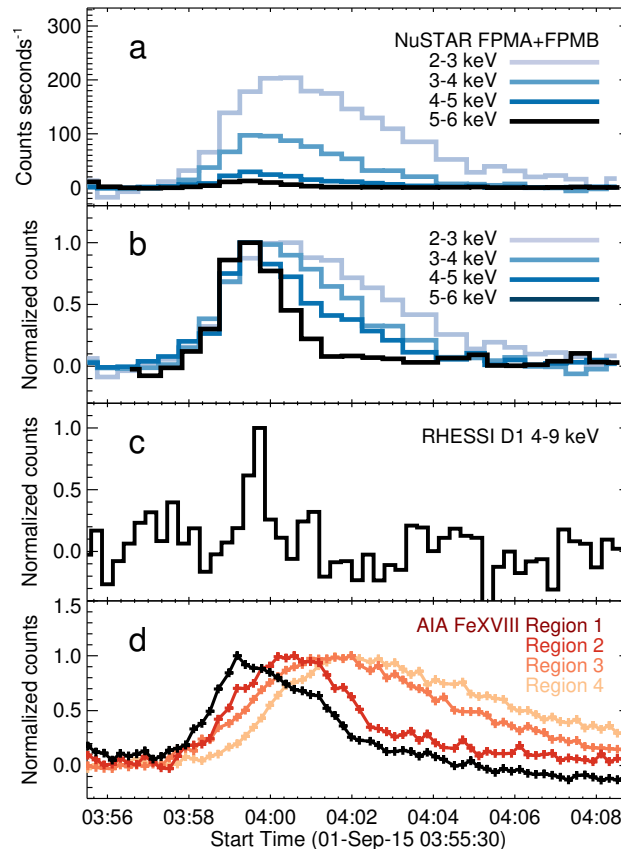 a
NuSTAR FPMA+FPMB
2-3 keV
3-4 keV
4-5 keV
5-6 keV
Counts seconds⁻¹
300
200
100
0
b
2-3 keV
3-4 keV
4-5 keV
5-6 keV
Normalized counts
1.0
0.5
0.0
c
RHESSI D1 4-9 keV
Normalized counts
1.0
0.5
0.0
d
AIA FeXVIII Region 1
Region 2
Region 3
Region 4
Normalized counts
1.5
1.0
0.5
0.0
03:56 03:58 04:00 04:02 04:04 04:06 04:08
Start Time (01-Sep-15 03:55:30)